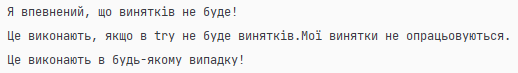 Я впевнений, що винятків не буде!
Це виконають, якщо в try не буде винятків.Мої винятки не опрацьовуються.
Це виконають в будь-якому випадку!